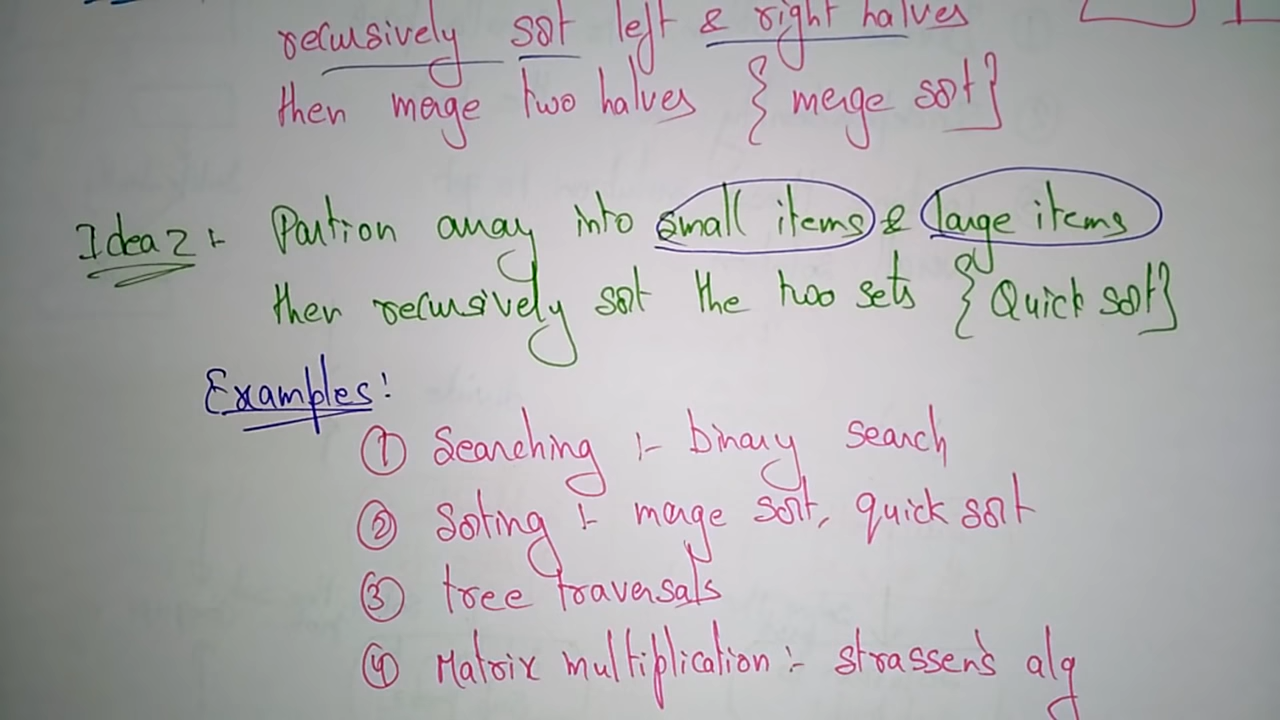 recursively sort left & right halves
then merge two halves {merge sort}
Idea 2 :- Partion array into small items & large items
then recursively sort the two sets {Quick sort}
Examples :
① Searching :- binary search
② Sorting :- merge sort, quick sort
③ tree traversals
④ Matrix multiplication :- strassen's alg